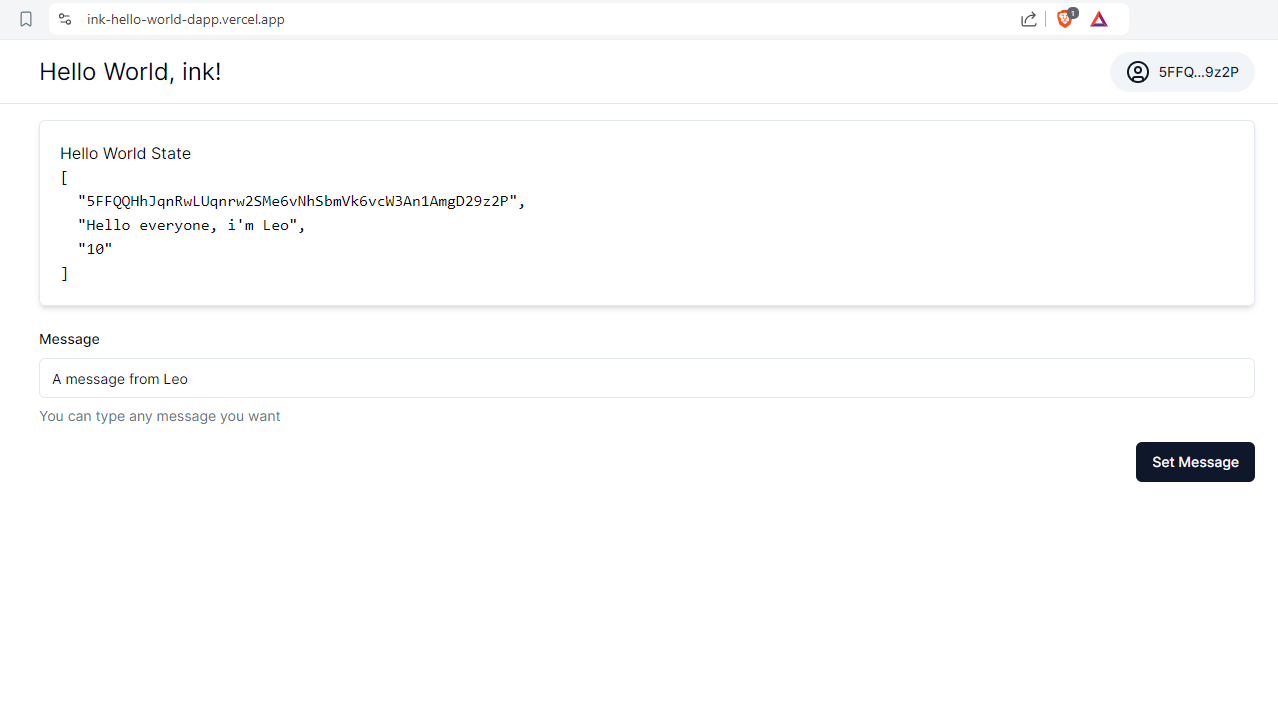 ink-hello-world-dapp.vercel.app
1
Hello World, ink!
5FFQ...9z2P
Hello World State
[
"5FFQQHhJqnRwLUqnrw2SMe6vNhSbmVk6vcW3An1AmgD29z2P",
"Hello everyone, i'm Leo",
"10"
]
Message
A message from Leo
You can type any message you want
Set Message